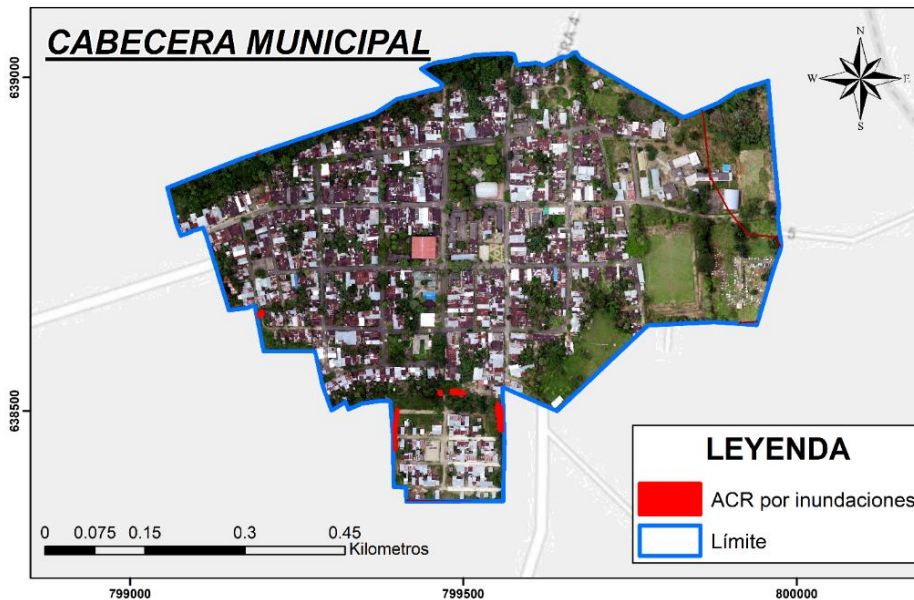 CABECERA MUNICIPAL
N
W
E
S
639000
638500
5
LEYENDA
ACR por inundaciones
Límite
0 0.075 0.15 0.3 0.45
Kilometros
799000 799500 800000